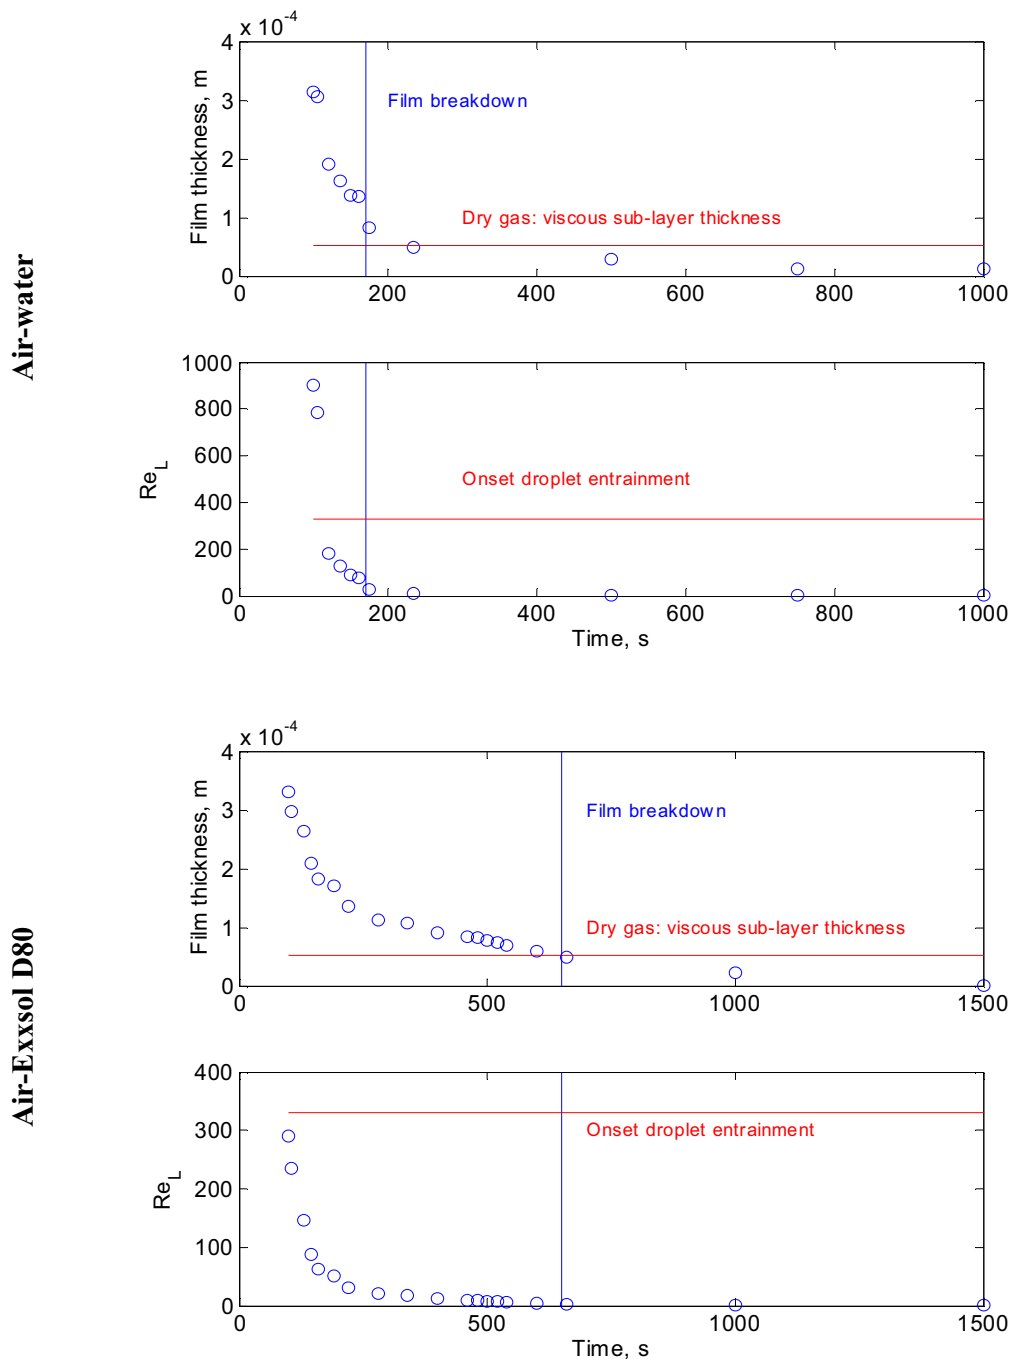 Air-water
x 10-4
Film thickness, m
4
3
2
1
0
Film breakdown
Dry gas: viscous sub-layer thickness
0 200 400 600 800 1000
ReL
1000
800
600
400
200
0
Onset droplet entrainment
0 200 400 600 800 1000
Time, s
Air-Exxsol D80
x 10-4
Film thickness, m
4
3
2
1
0
Film breakdown
Dry gas: viscous sub-layer thickness
0 500 1000 1500
ReL
400
300
200
100
0
Onset droplet entrainment
0 500 1000 1500
Time, s